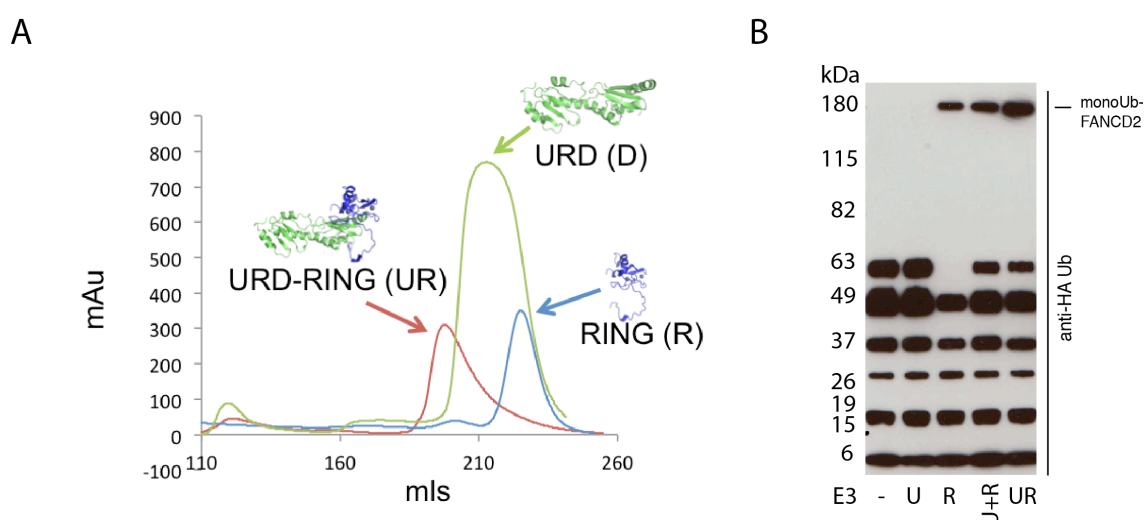 A
B
900
800
700
600
500
400
300
200
100
0
-100
110
160
210
260
mAu
mls
URD (D)
URD-RING (UR)
RING (R)
kDa
180
115
82
63
49
37
26
19
15
6
monoUb-
FANCD2
anti-HA Ub
E3 - U R U+R UR